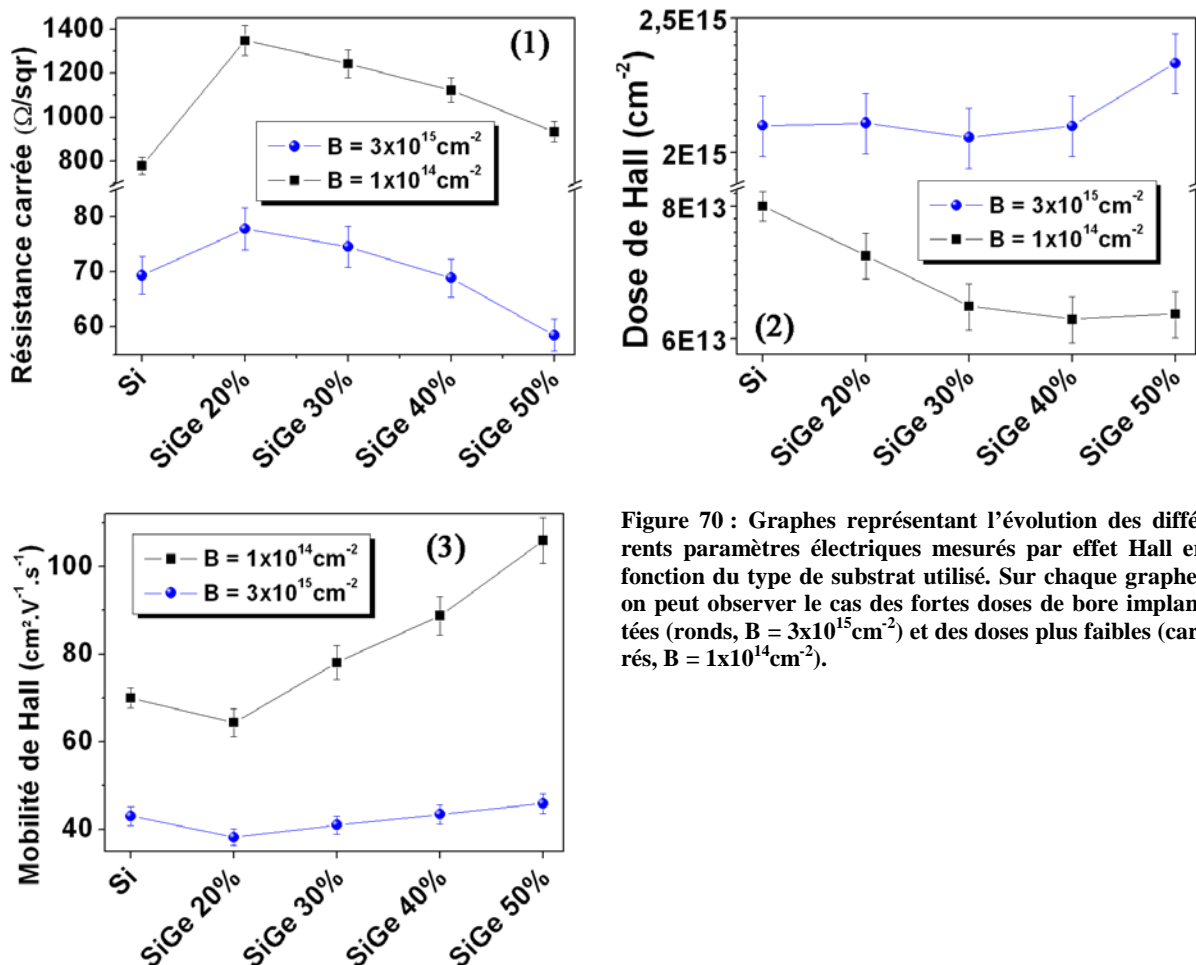 1400
1200
1000
800
80
70
60
Résistance carrée (Ω/sqr)
(1)
B = 3x10¹⁵cm⁻²
B = 1x10¹⁴cm⁻²
Si
SiGe 20%
SiGe 30%
SiGe 40%
SiGe 50%
2,5E15
2E15
8E13
6E13
Dose de Hall (cm⁻²)
B = 3x10¹⁵cm⁻²
B = 1x10¹⁴cm⁻²
(2)
Si
SiGe 20%
SiGe 30%
SiGe 40%
SiGe 50%
100
80
60
40
Mobilité de Hall (cm².V⁻¹.s⁻¹)
B = 1x10¹⁴cm⁻²
B = 3x10¹⁵cm⁻²
(3)
Si
SiGe 20%
SiGe 30%
SiGe 40%
SiGe 50%
Figure 70 : Graphes représentant l’évolution des diffé
rents paramètres électriques mesurés par effet Hall en
fonction du type de substrat utilisé. Sur chaque graphe
on peut observer le cas des fortes doses de bore implan
tées (ronds, B = 3x10¹⁵cm⁻²) et des doses plus faibles (car
rés, B = 1x10¹⁴cm⁻²).